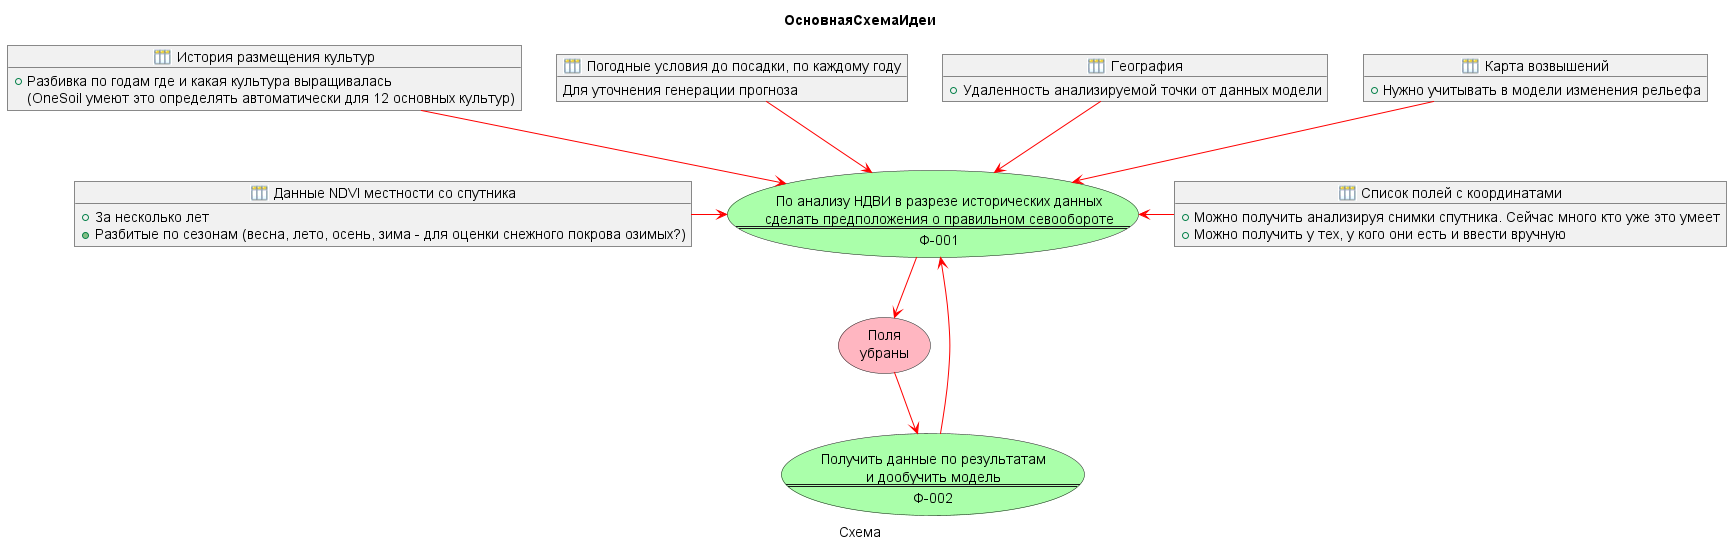 ОсновнаяСхемаИдеи
История размещения культур
Разбивка по годам где и какая культура выращивалась
(OneSoil умеют это определять автоматически для 12 основных культур)
Погодные условия до посадки, по каждому году
Для уточнения генерации прогноза
География
Удаленность анализируемой точки от данных модели
Карта возвышений
Нужно учитывать в модели изменения рельефа
Данные NDVI местности со спутника
За несколько лет
Разбитые по сезонам (весна, лето, осень, зима - для оценки снежного покрова озимых?)
По анализу НДВИ в разрезе исторических данных
сделать предположения о правильном севообороте
Ф-001
Список полей с координатами
Можно получить анализируя снимки спутника. Сейчас много кто уже это умеет
Можно получить у тех, у кого они есть и ввести вручную
Поля
убраны
Получить данные по результатам
и дообучить модель
Ф-002
Схема